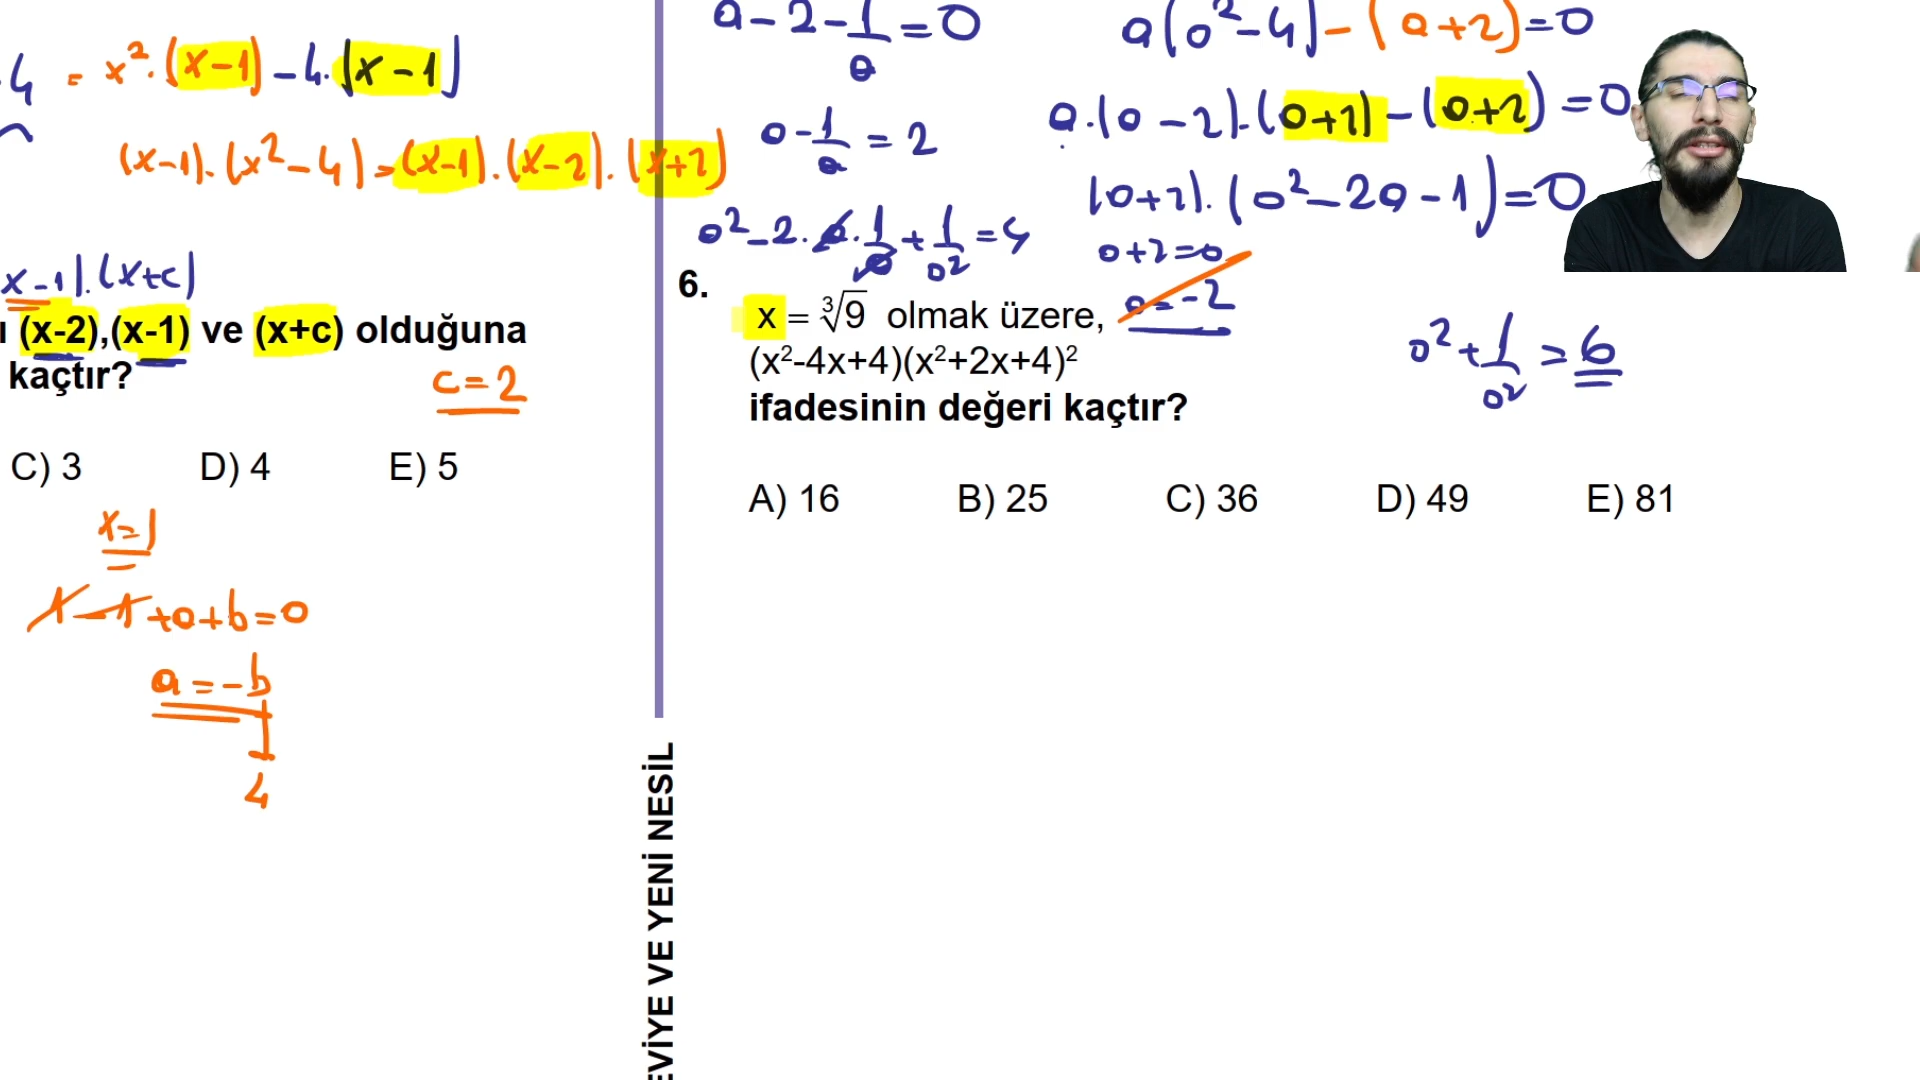 4 = x². (x-1) - 4. (x-1)
(x-1). (x²-4) = (x-1). (x-2). (x+2)
x-1). (x+c)
(x-2),(x-1) ve (x+c) olduğuna
kaçtır?
c=2
C) 3 D) 4 E) 5
x=1
1-1+a+b=0
a=-b
4
a-2-1/a=0
a-1/a=2
a²-2.a.1/a+1/a²=4
a(a²-4)-(a+2)=0
a.(a-2).(a+2)-(a+2)=0
(a+2).(a²-2a-1)=0
a+2=0
a=-2
a²+1/a²=6
6.
x = ∛9 olmak üzere,
(x²-4x+4)(x²+2x+4)²
ifadesinin değeri kaçtır?
A) 16 B) 25 C) 36 D) 49 E) 81
EVİYE VE YENİ NESİL